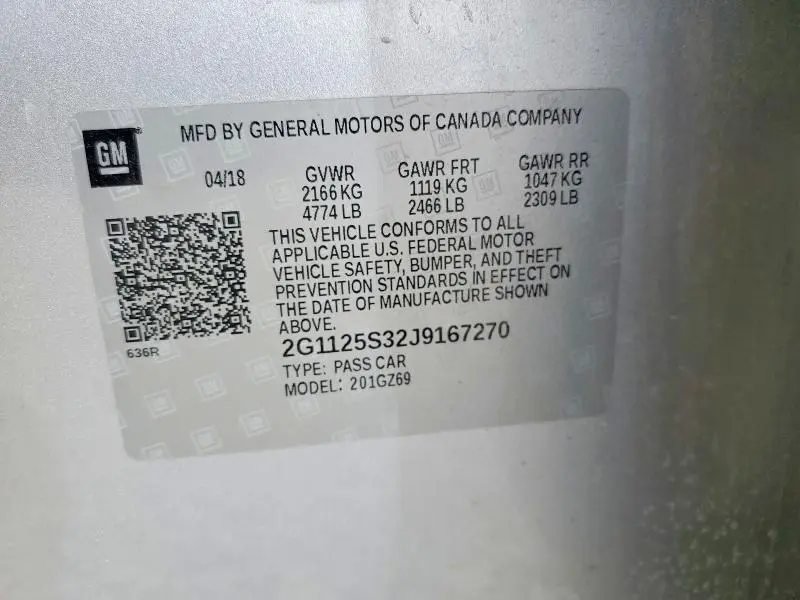 GM
MFD BY GENERAL MOTORS OF CANADA COMPANY
04/18 GVWR GAWR FRT GAWR RR
2166 KG 1119 KG 1047 KG
4774 LB 2466 LB 2309 LB
THIS VEHICLE CONFORMS TO ALL
APPLICABLE U.S. FEDERAL MOTOR
VEHICLE SAFETY, BUMPER, AND THEFT
PREVENTION STANDARDS IN EFFECT ON
THE DATE OF MANUFACTURE SHOWN
ABOVE.
636R
2G1125S32J9167270
TYPE: PASS CAR
MODEL: 201GZ69